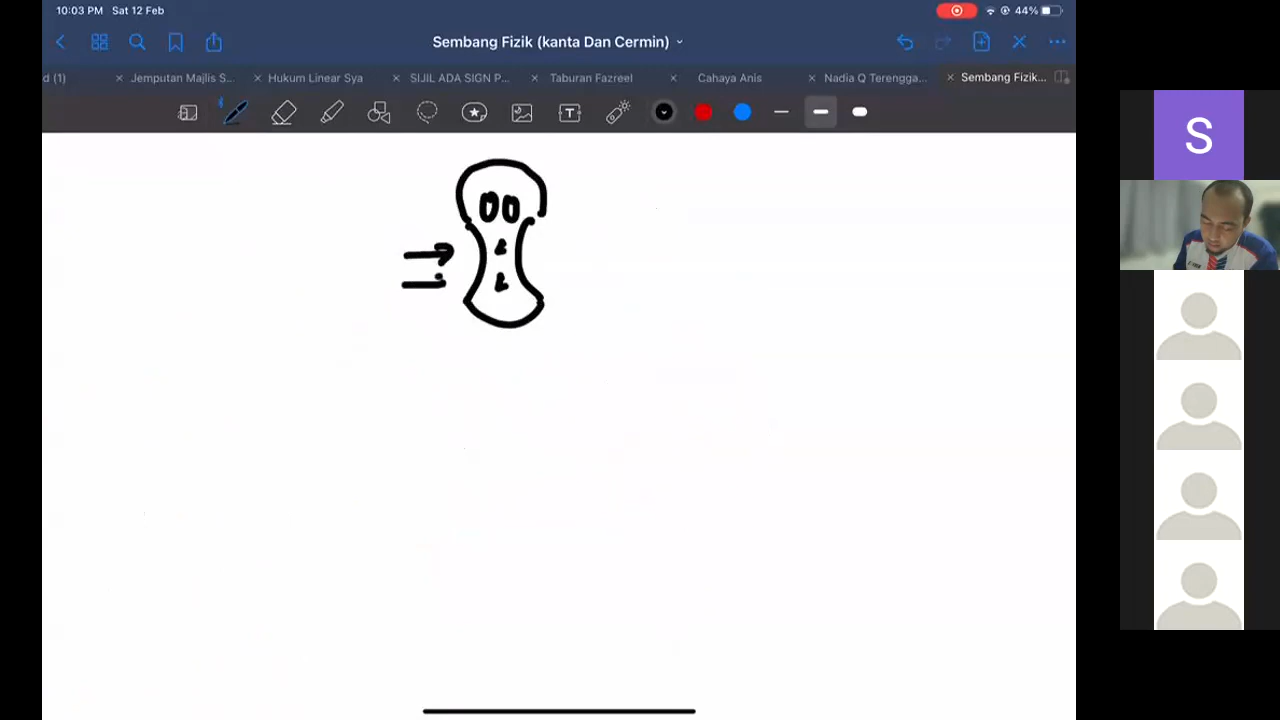 10:03 PM Sat 12 Feb
44%
Sembang Fizik (kanta Dan Cermin)
d (1)
Jemputan Majlis S...
Hukum Linear Sya
SIJIL ADA SIGN P...
Taburan Fazreel
Cahaya Anis
Nadia Q Terengga...
Sembang Fizik...
T
S